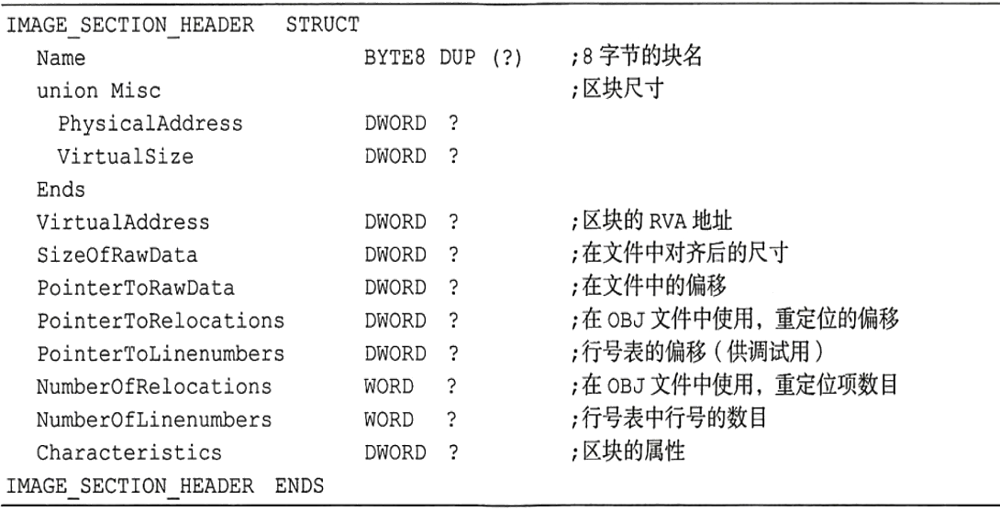 IMAGE_SECTION_HEADER STRUCT
Name BYTE8 DUP (?) ;8字节的块名
union Misc ;区块尺寸
PhysicalAddress DWORD ?
VirtualSize DWORD ?
Ends
VirtualAddress DWORD ? ;区块的 RVA 地址
SizeOfRawData DWORD ? ;在文件中对齐后的尺寸
PointerToRawData DWORD ? ;在文件中的偏移
PointerToRelocations DWORD ? ;在 OBJ 文件中使用，重定位的偏移
PointerToLinenumbers DWORD ? ;行号表的偏移（供调试用）
NumberOfRelocations WORD ? ;在 OBJ 文件中使用，重定位项数目
NumberOfLinenumbers WORD ? ;行号表中行号的数目
Characteristics DWORD ? ;区块的属性
IMAGE_SECTION_HEADER ENDS